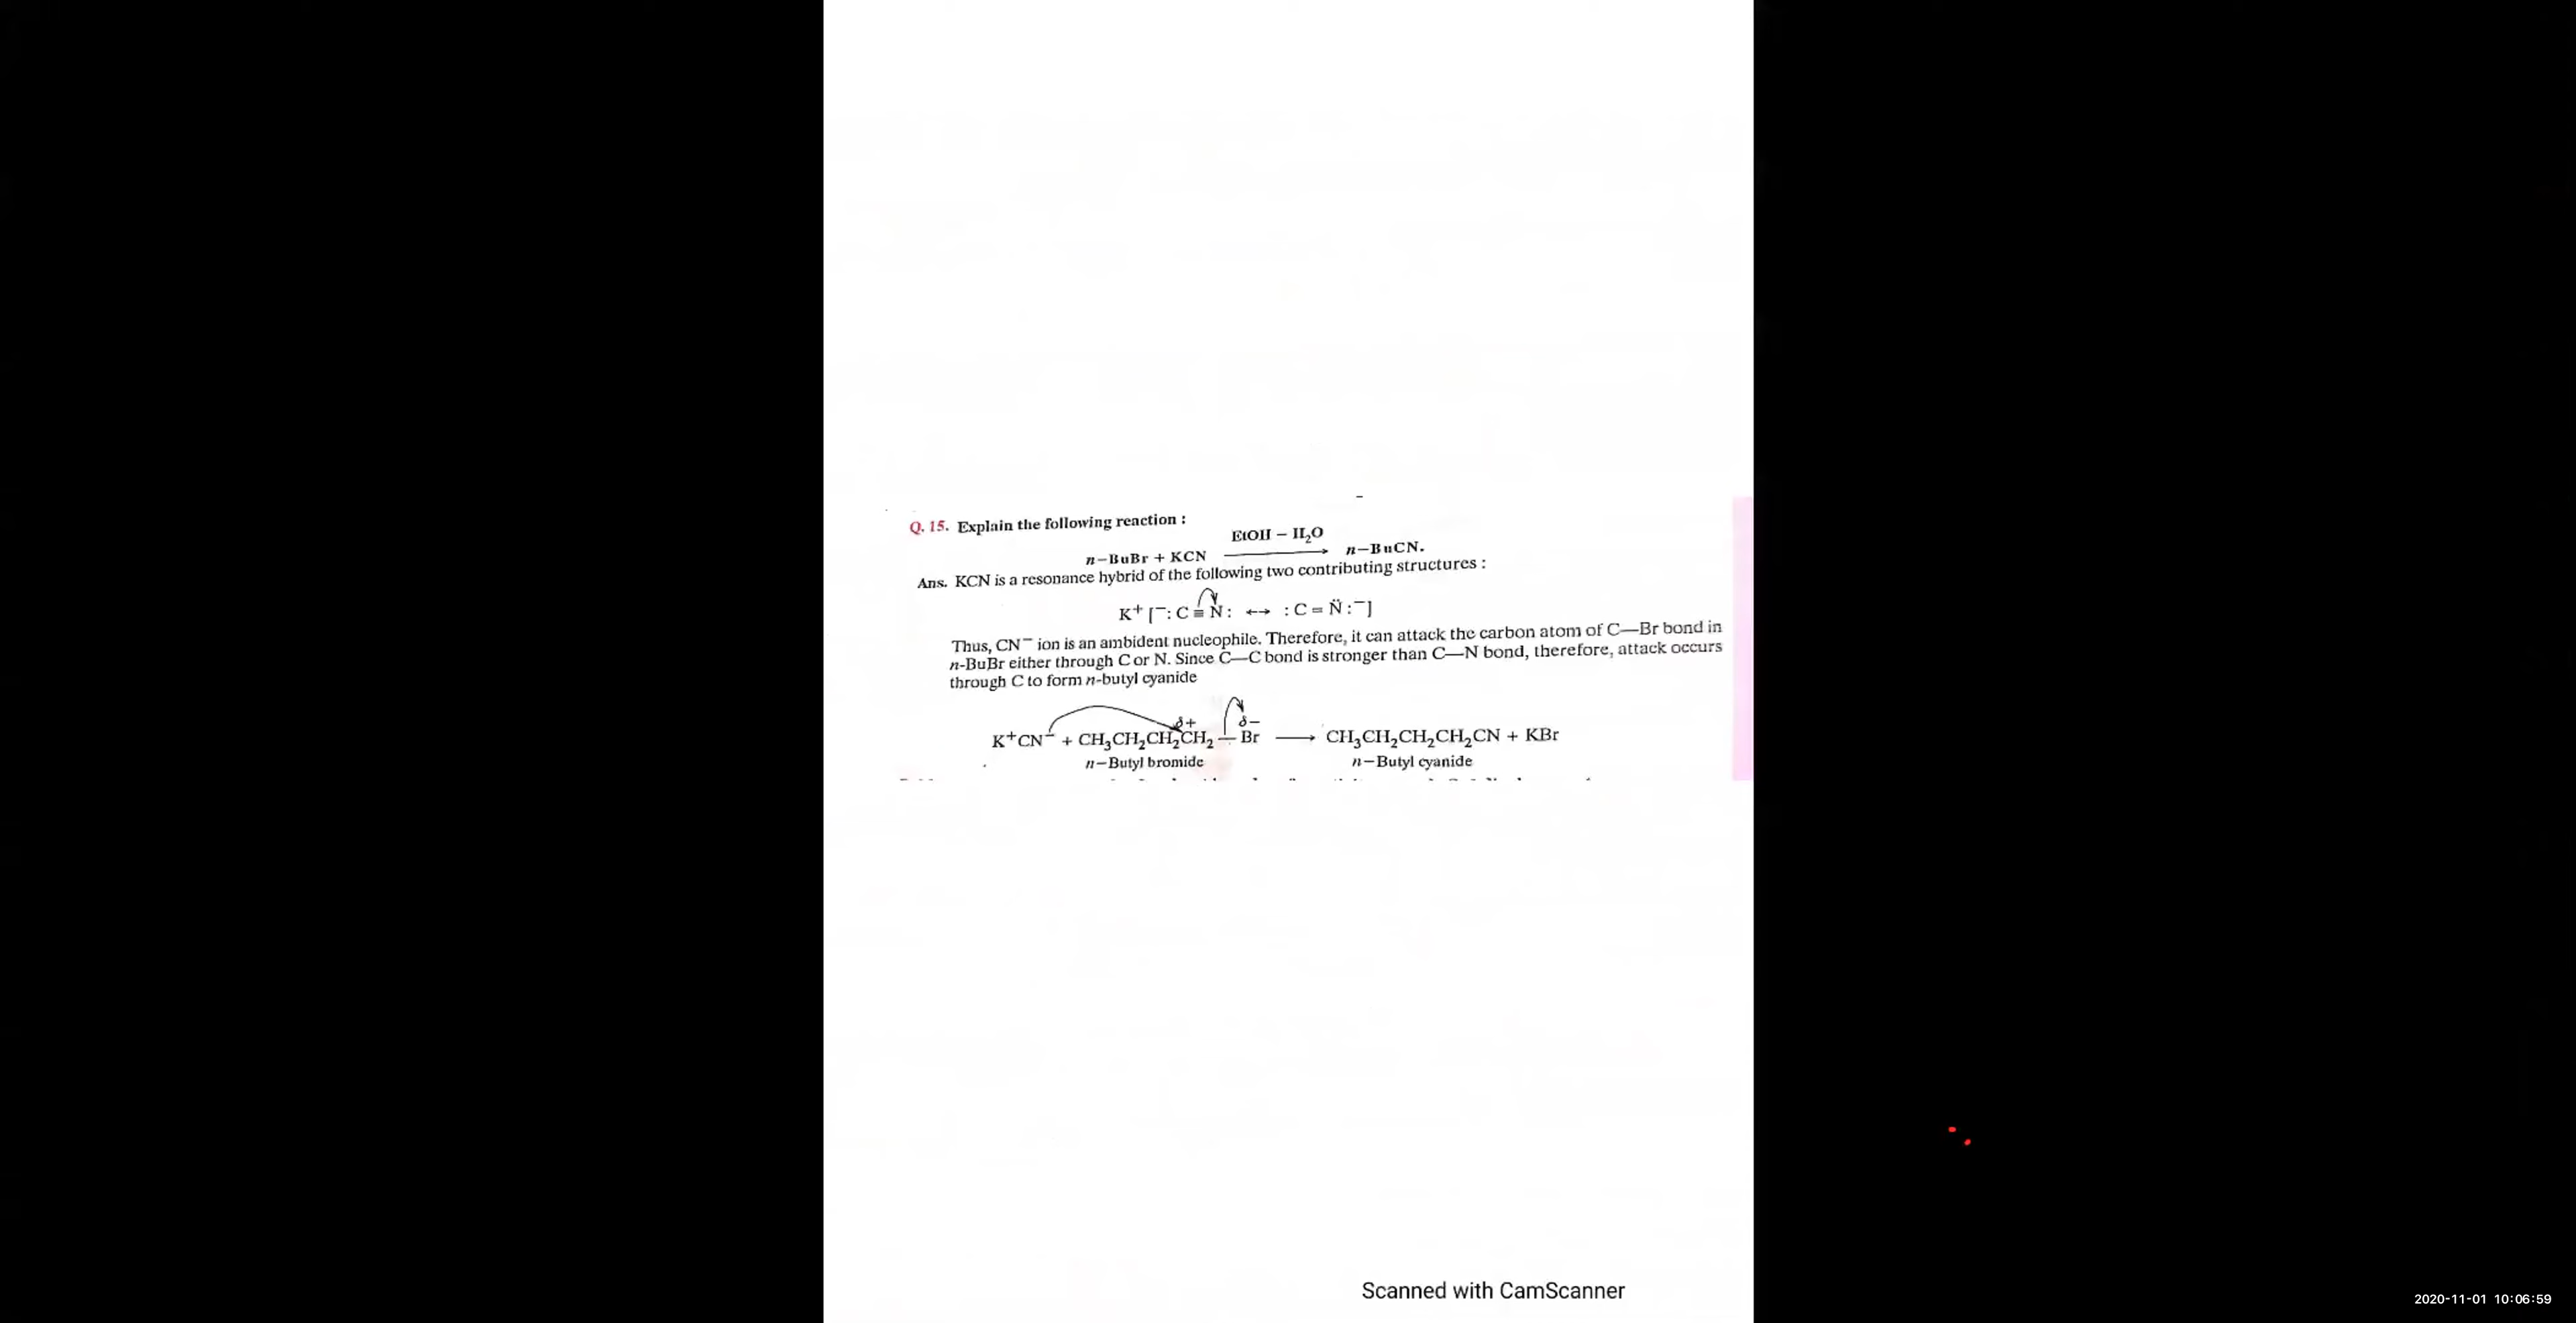 Q. 15. Explain the following reaction :
EtOH – H₂O
n–BuBr + KCN ⟶ n–BuCN.
Ans. KCN is a resonance hybrid of the following two contributing structures :
K⁺ [⁻: C ≡ N : ↔ : C = N̈ :⁻]
Thus, CN⁻ ion is an ambident nucleophile. Therefore, it can attack the carbon atom of C—Br bond in
n-BuBr either through C or N. Since C—C bond is stronger than C—N bond, therefore, attack occurs
through C to form n-butyl cyanide
δ+ δ–
K⁺CN⁻ + CH₃CH₂CH₂CH₂ — Br ⟶ CH₃CH₂CH₂CH₂CN + KBr
n–Butyl bromide n–Butyl cyanide
Scanned with CamScanner
2020-11-01 10:06:59